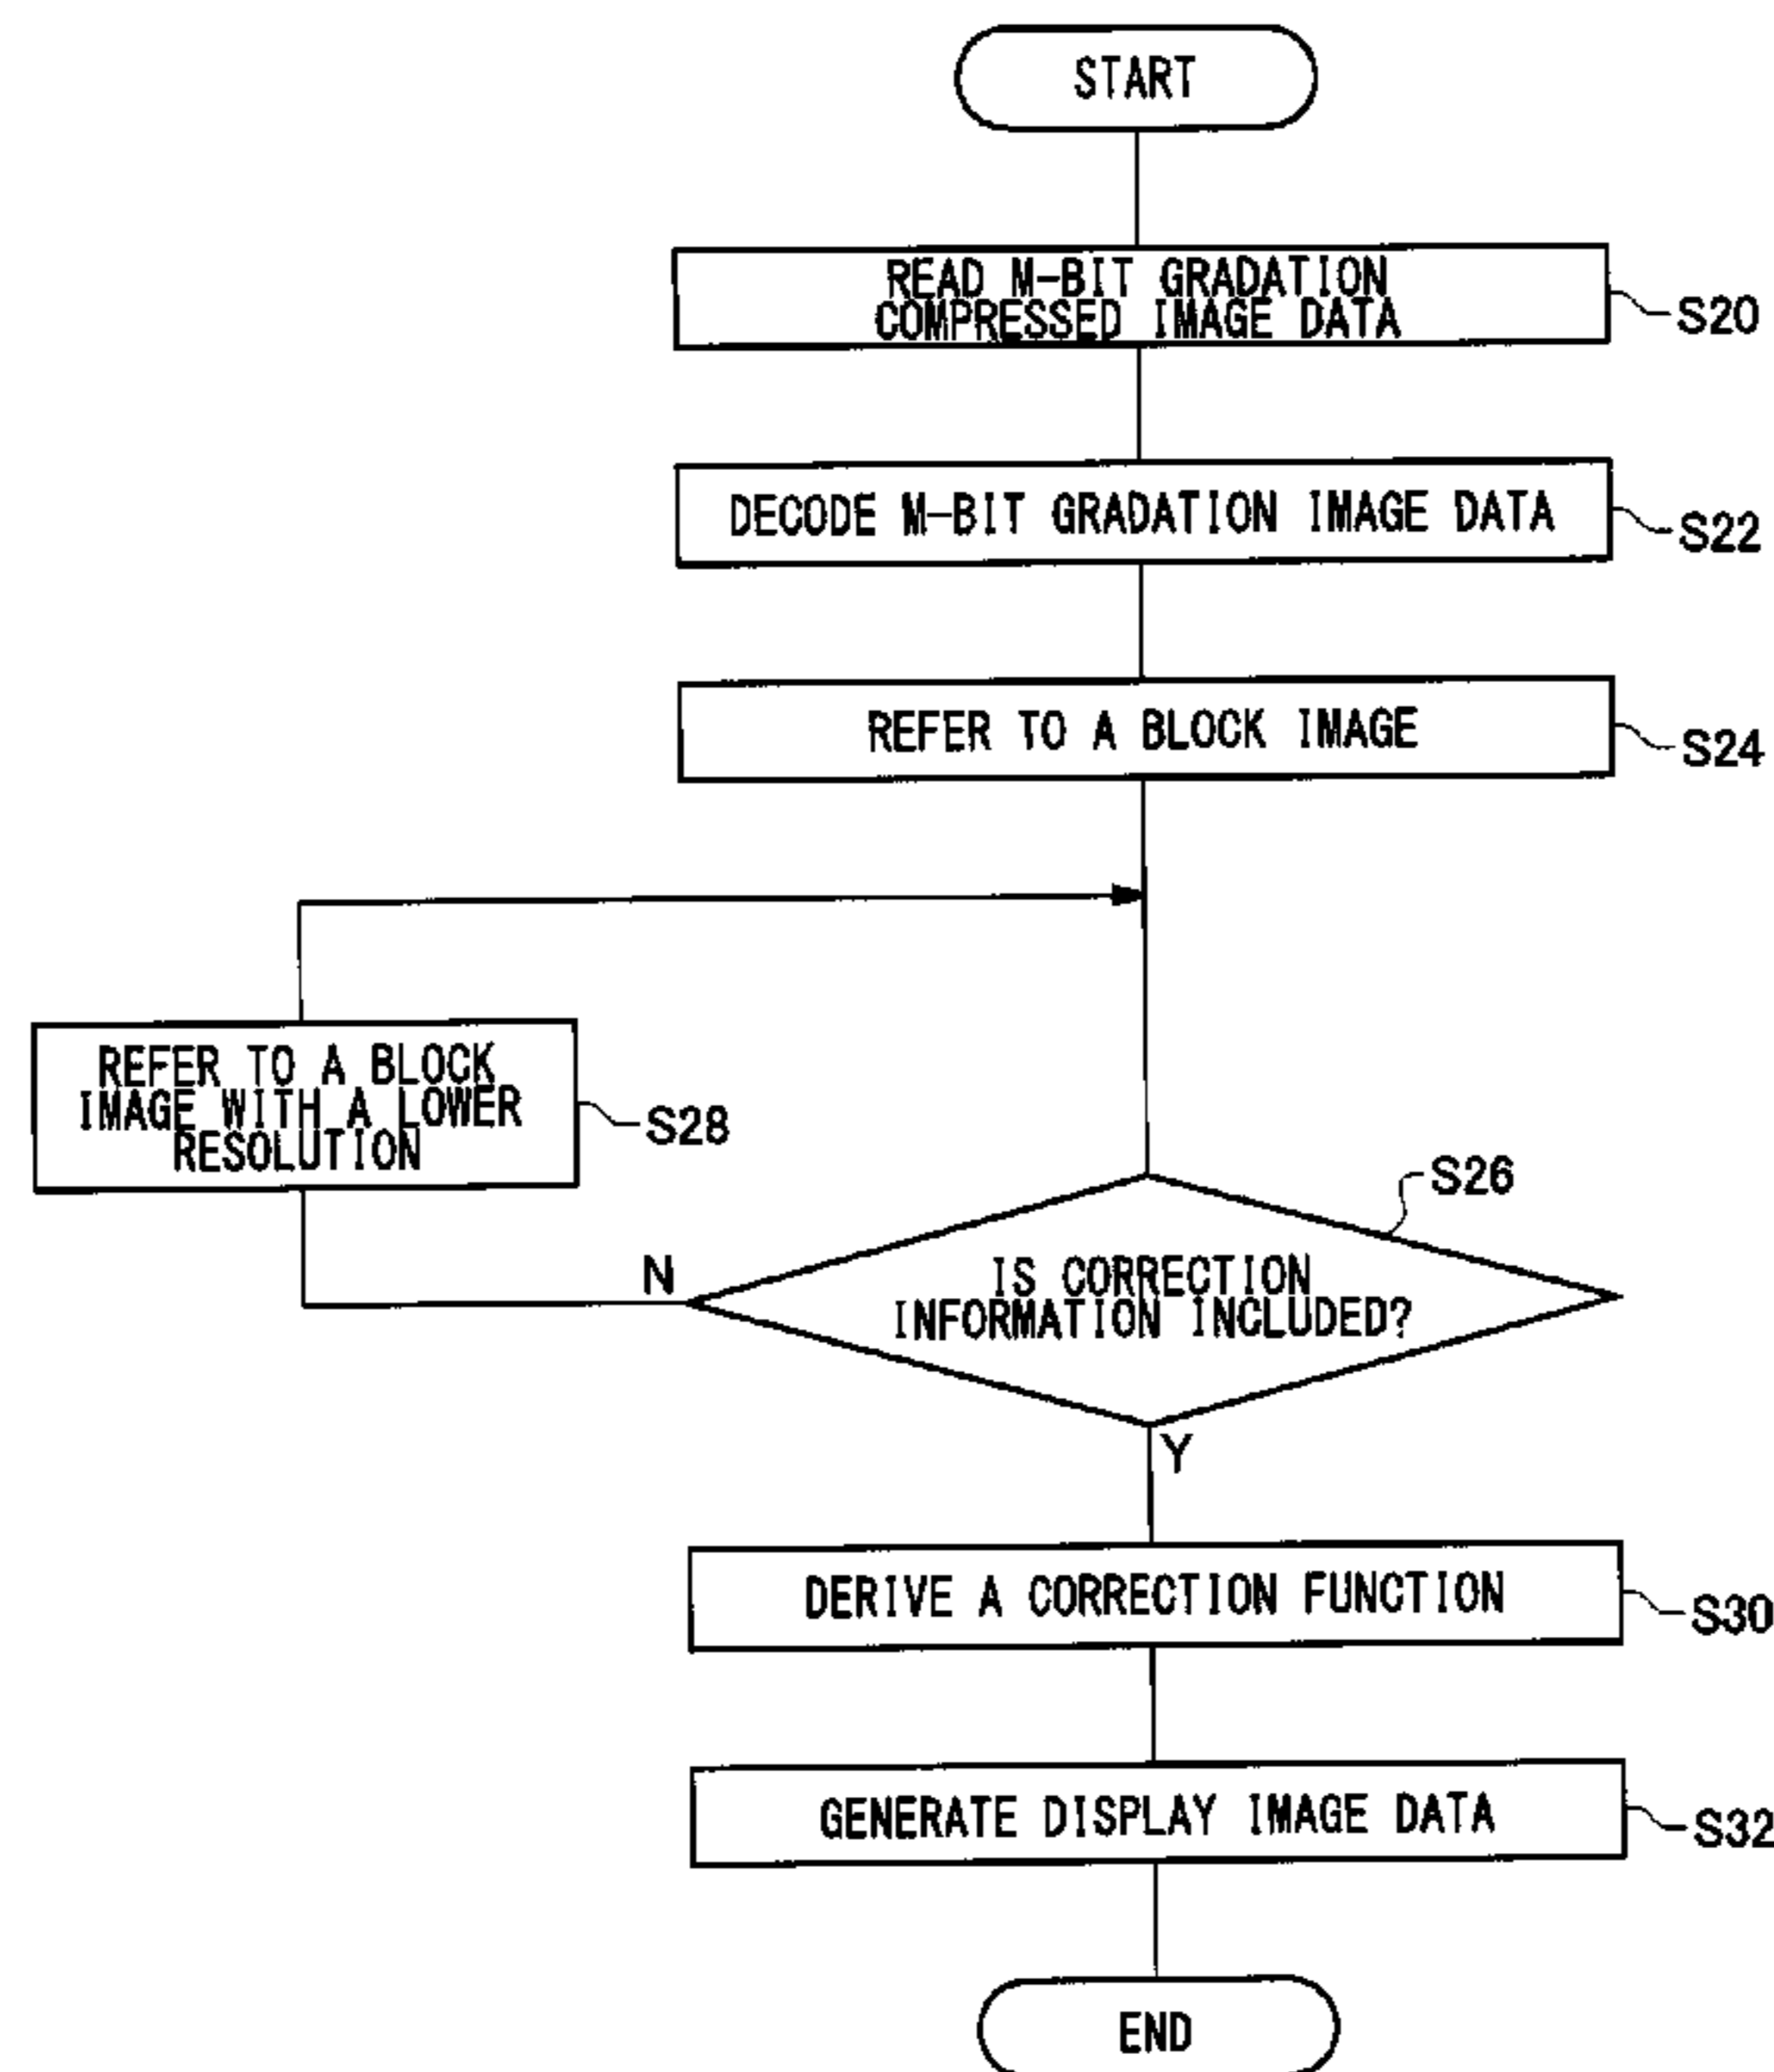 START
READ M-BIT GRADATION
COMPRESSED IMAGE DATA
S20
DECODE M-BIT GRADATION IMAGE DATA
S22
REFER TO A BLOCK IMAGE
S24
REFER TO A BLOCK
IMAGE WITH A LOWER
RESOLUTION
S28
S26
N
IS CORRECTION
INFORMATION INCLUDED?
Y
DERIVE A CORRECTION FUNCTION
S30
GENERATE DISPLAY IMAGE DATA
S32
END